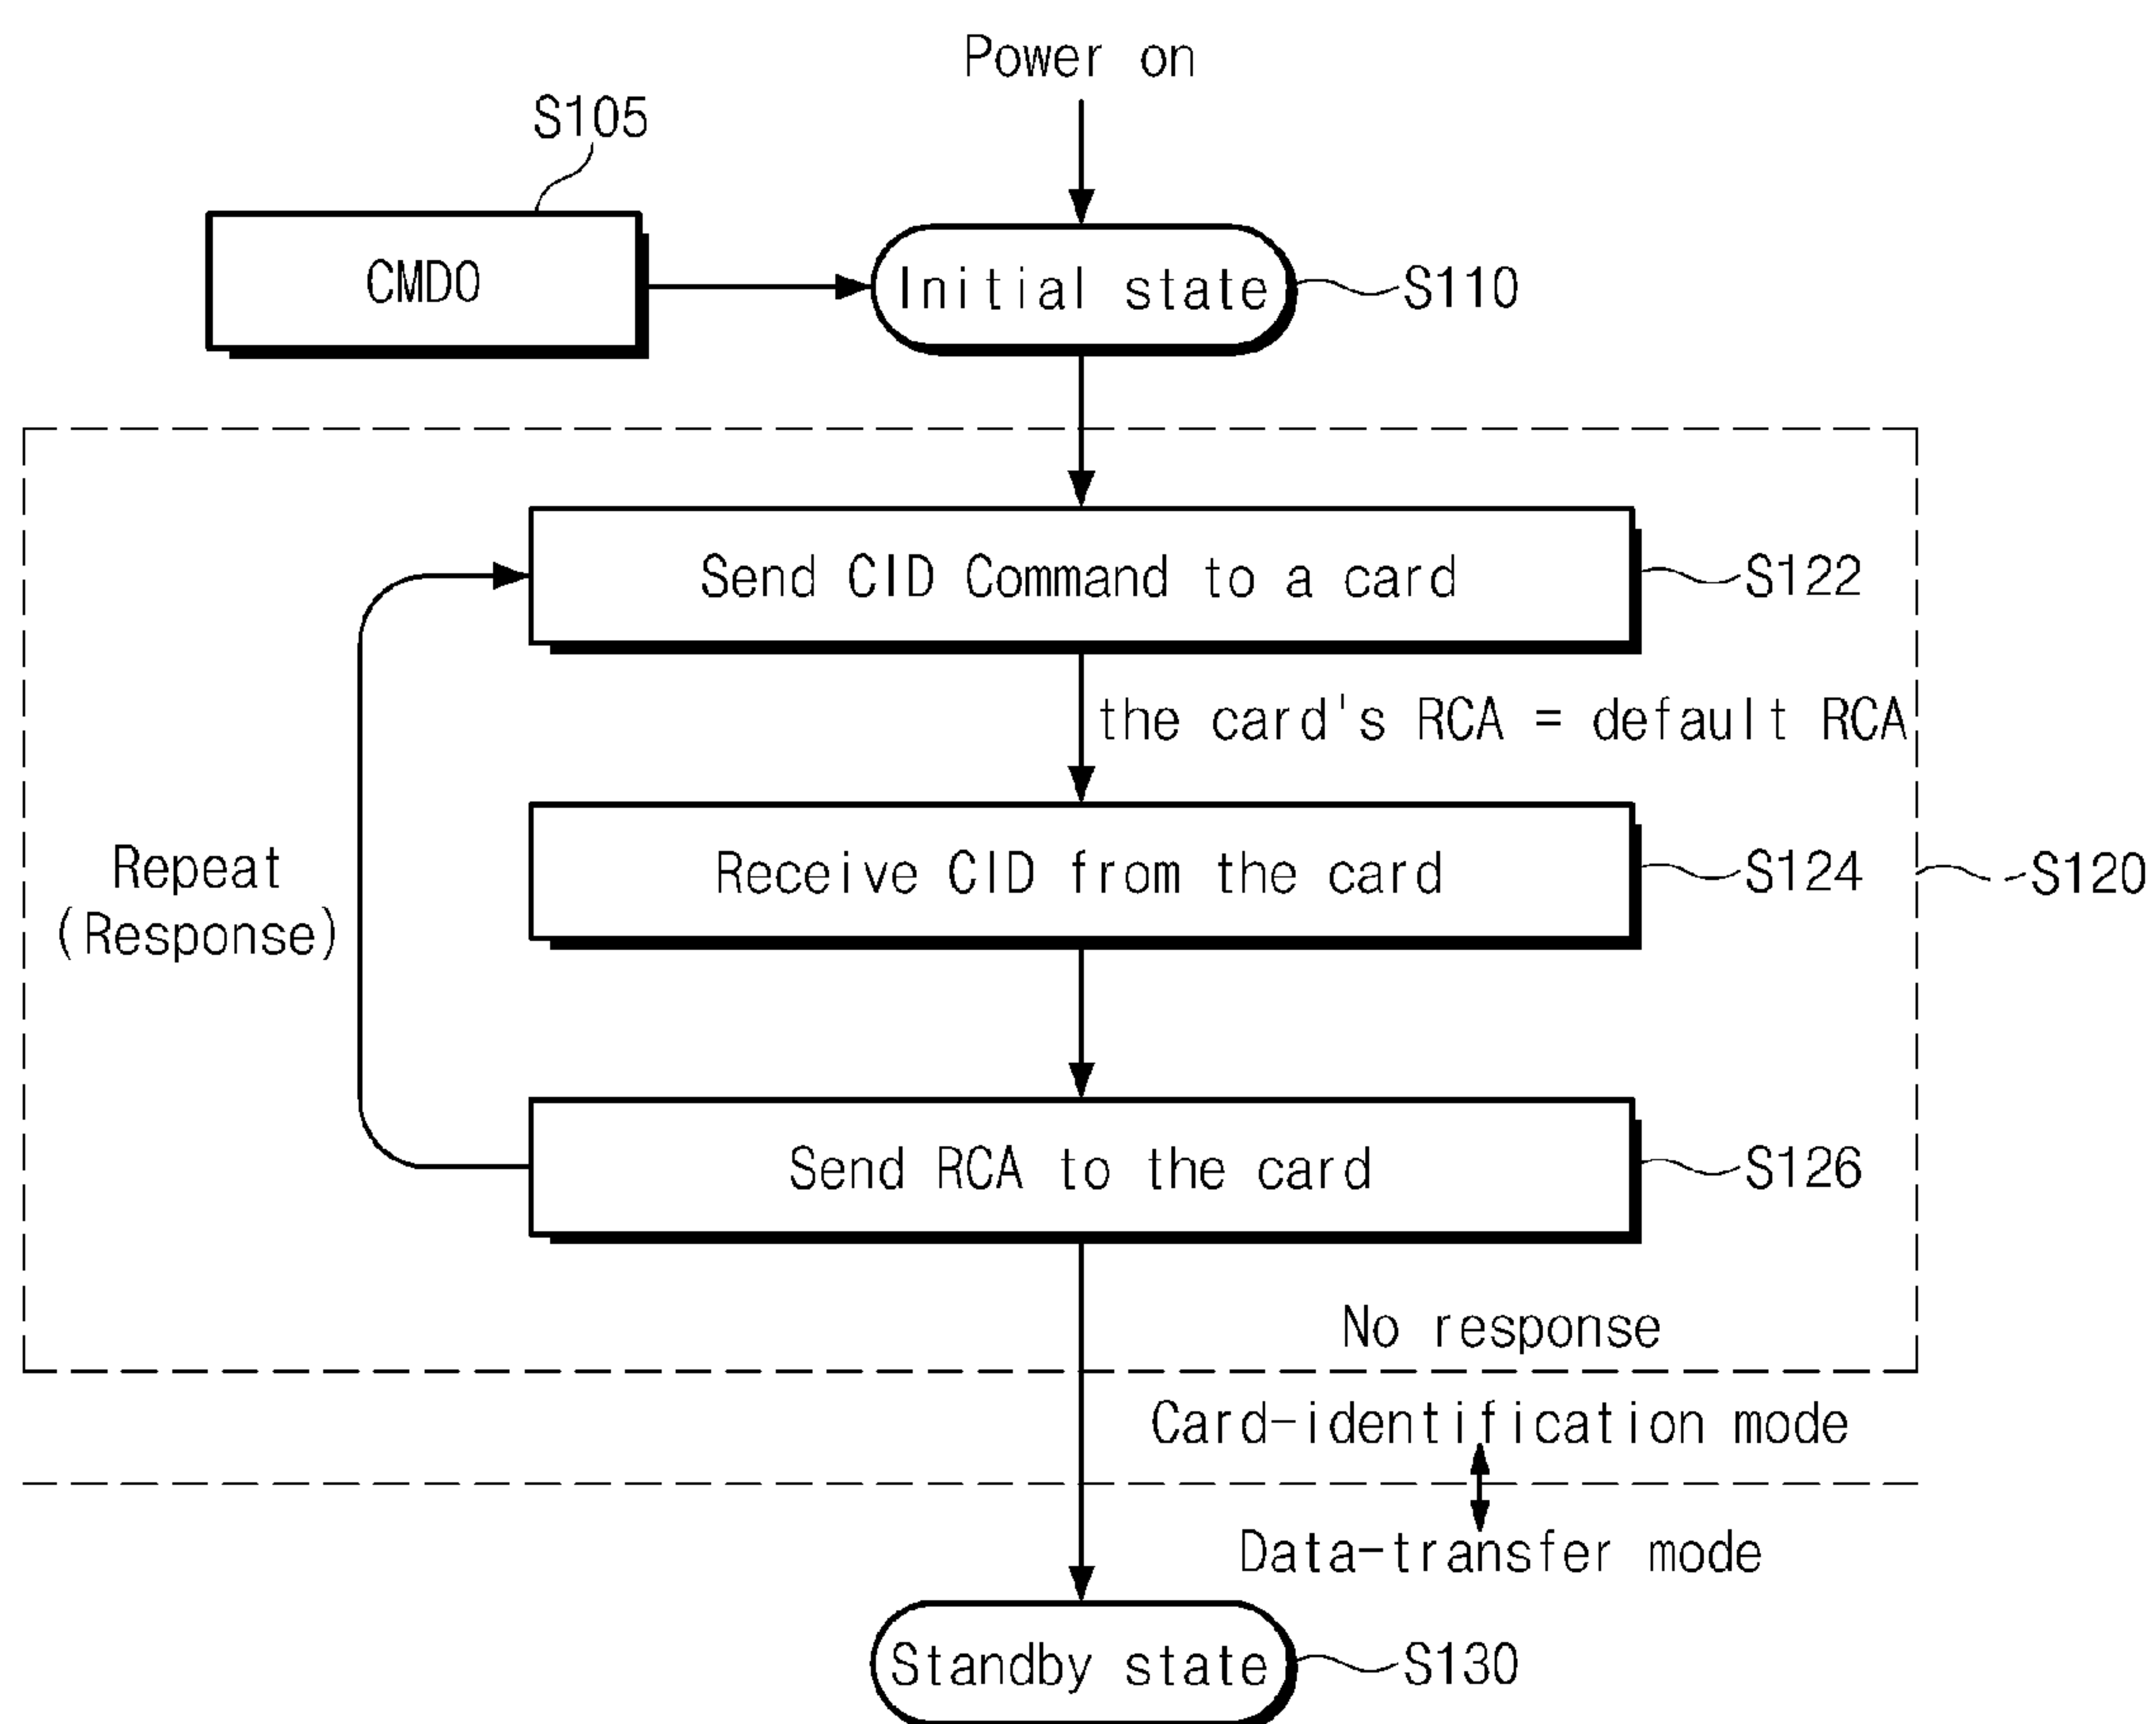 Power on
S105
CMD0
Initial state
S110
Send CID Command to a card
S122
the card's RCA = default RCA
Receive CID from the card
S124
S120
Repeat
(Response)
Send RCA to the card
S126
No response
Card-identification mode
Data-transfer mode
Standby state
S130